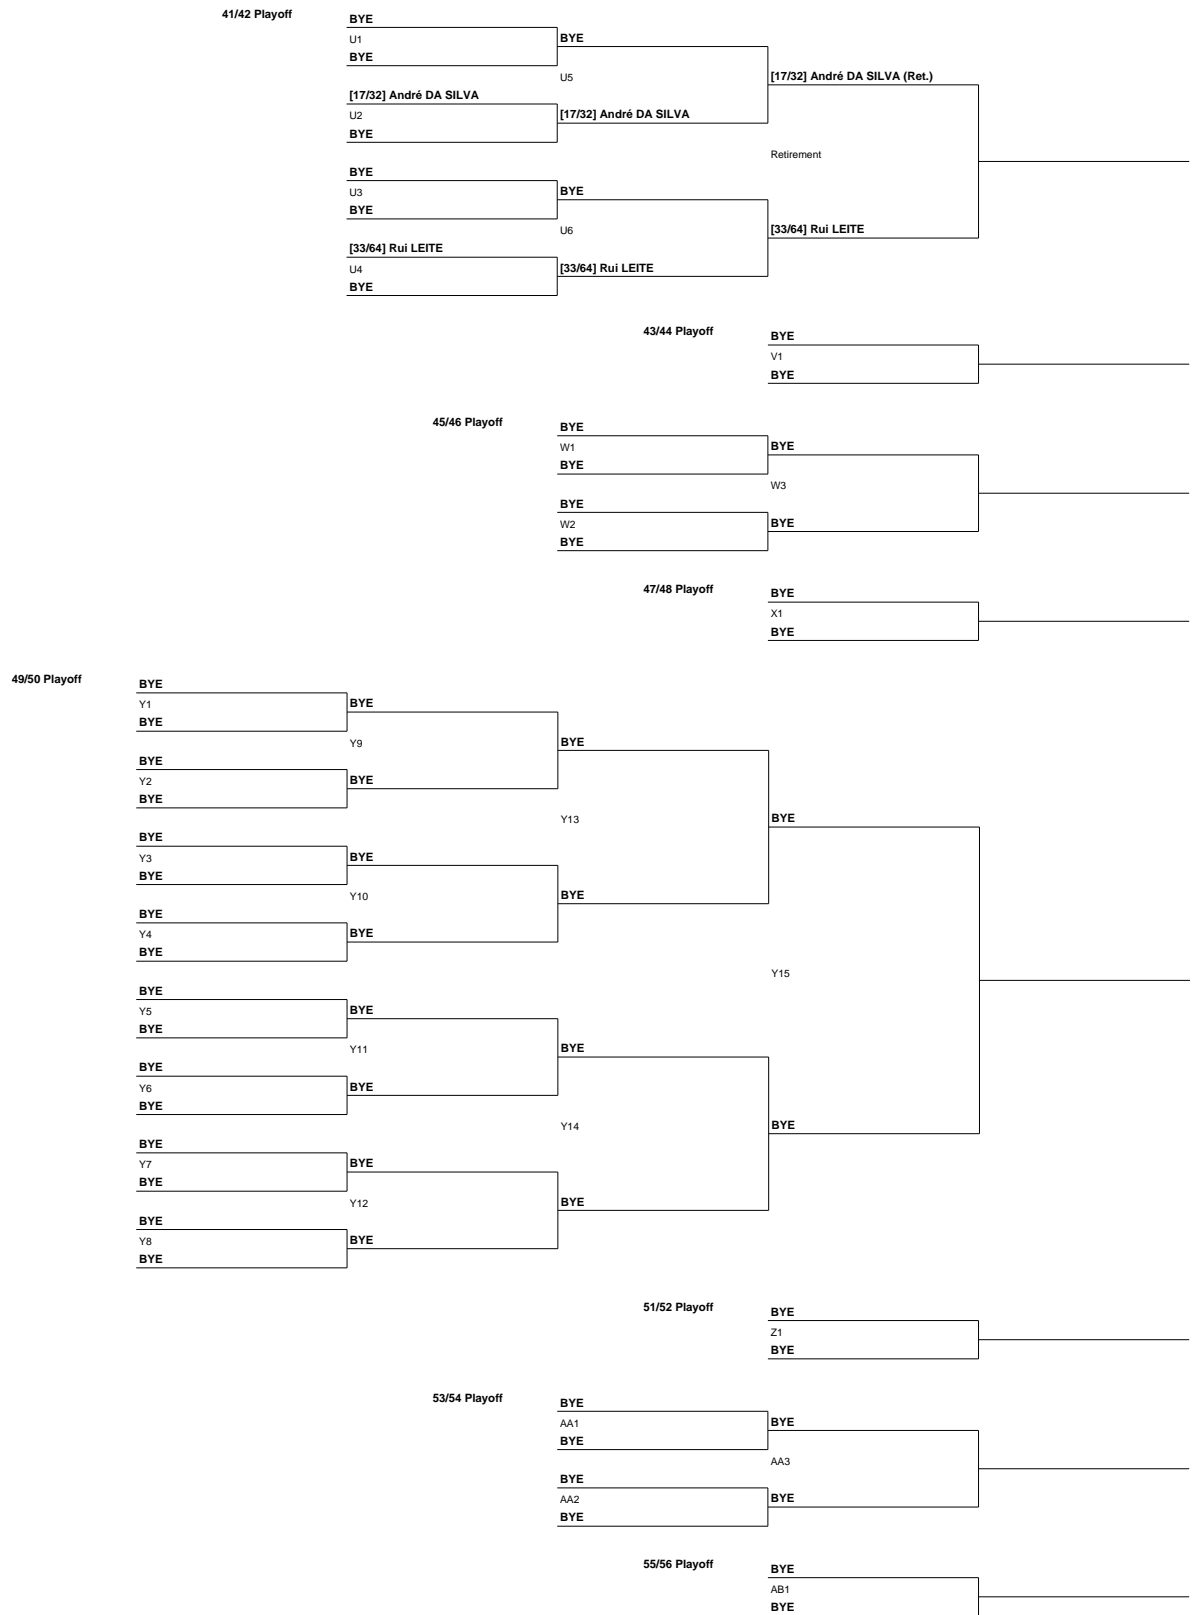 41/42 Playoff
BYE
U1
BYE
BYE
U5
[17/32] André DA SILVA (Ret.)
[17/32] André DA SILVA
U2
[17/32] André DA SILVA
BYE
Retirement
BYE
U3
BYE
BYE
U6
[33/64] Rui LEITE
[33/64] Rui LEITE
U4
[33/64] Rui LEITE
BYE
43/44 Playoff
BYE
V1
BYE
45/46 Playoff
BYE
W1
BYE
BYE
W3
BYE
W2
BYE
BYE
47/48 Playoff
BYE
X1
BYE
49/50 Playoff
BYE
Y1
BYE
BYE
Y9
BYE
BYE
Y2
BYE
BYE
Y13
BYE
BYE
Y3
BYE
BYE
Y10
BYE
BYE
Y4
BYE
BYE
Y15
BYE
Y5
BYE
BYE
Y11
BYE
BYE
Y6
BYE
BYE
Y14
BYE
BYE
Y7
BYE
BYE
Y12
BYE
BYE
Y8
BYE
BYE
51/52 Playoff
BYE
Z1
BYE
53/54 Playoff
BYE
AA1
BYE
BYE
AA3
BYE
AA2
BYE
BYE
55/56 Playoff
BYE
AB1
BYE